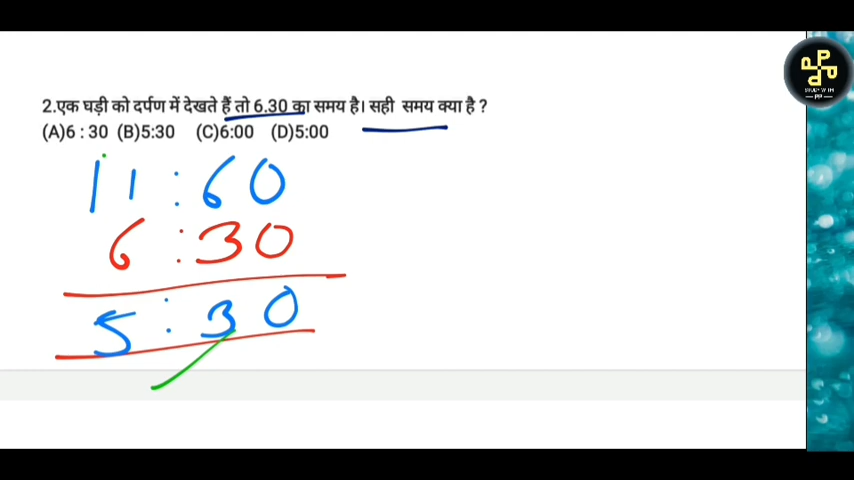 2.एक घड़ी को दर्पण में देखते हैं तो 6.30 का समय है। सही समय क्या है ?
(A)6 : 30 (B)5:30 (C)6:00 (D)5:00
11:60
6:30
5:30